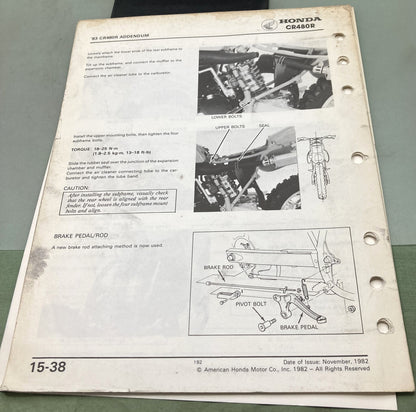 HONDA
CR480R
'83 CR480R ADDENDUM
Loosely attach the lower ends of the rear subframe to
the mainframe.
Tilt up the subframe, and connect the muffler to the
expansion chamber.
Connect the air cleaner tube to the carburetor.
LOWER BOLTS
Install the upper mounting bolts, then tighten the four
subframe bolts.
TORQUE: 18-25 N·m
(1.8-2.5 kg-m, 13-18 ft-lb)
Slide the rubber seal over the junction of the expansion
chamber and muffler.
Connect the air cleaner connecting tube to the car-
buretor and tighten the tube band.
UPPER BOLTS
SEAL
CAUTION:
After installing the subframe, visually check
that the rear wheel is aligned with the rear
fender. If not, loosen the four subframe mount
bolts and align.
BRAKE PEDAL/ROD
A new brake rod attaching method is now used.
BRAKE ROD
PIVOT BOLT
BRAKE PEDAL
15-38
192
Date of Issue: November, 1982
© American Honda Motor Co., Inc. 1982 – All Rights Reserved